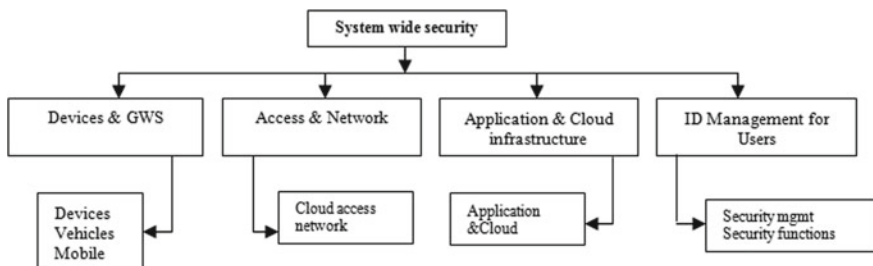 System wide security
Devices & GWS
Access & Network
Application & Cloud
infrastructure
ID Management for
Users
Devices
Vehicles
Mobile
Cloud access
network
Application
&Cloud
Security mgmt
Security functions